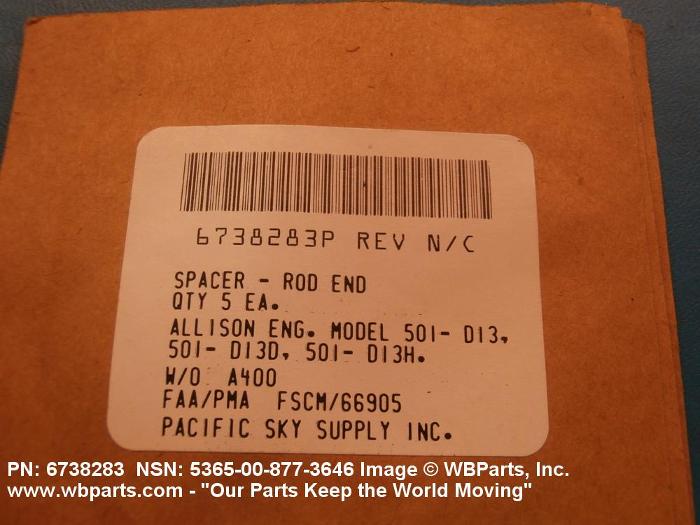 6738283P REV N/C
SPACER - ROD END
QTY 5 EA.
ALLISON ENG. MODEL 501- D13,
501- D13D, 501- D13H.
W/O A400
FAA/PMA FSCM/66905
PACIFIC SKY SUPPLY INC.
PN: 6738283 NSN: 5365-00-877-3646 Image © WBParts, Inc.
www.wbparts.com - "Our Parts Keep the World Moving"